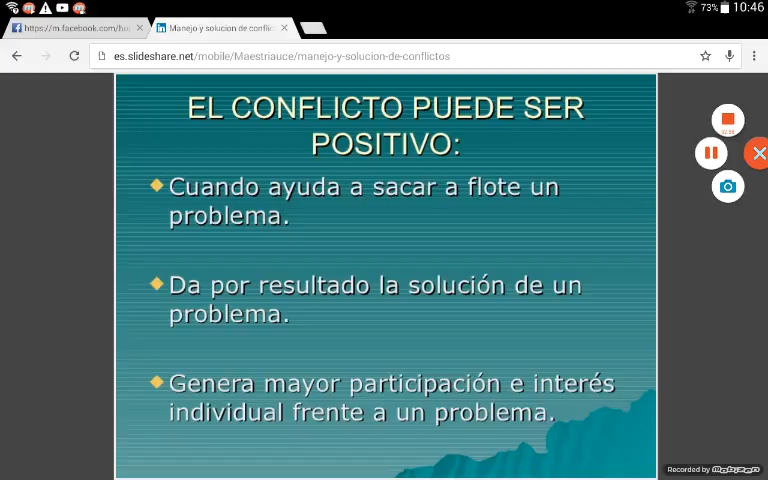 73% 10:46
https://m.facebook.com/ho
Manejo y solucion de conflic
es.slideshare.net/mobile/Maestriauce/manejo-y-solucion-de-conflictos
EL CONFLICTO PUEDE SER
POSITIVO:
Cuando ayuda a sacar a flote un
problema.
Da por resultado la solución de un
problema.
Genera mayor participación e interés
individual frente a un problema.
Recorded by Mobizen